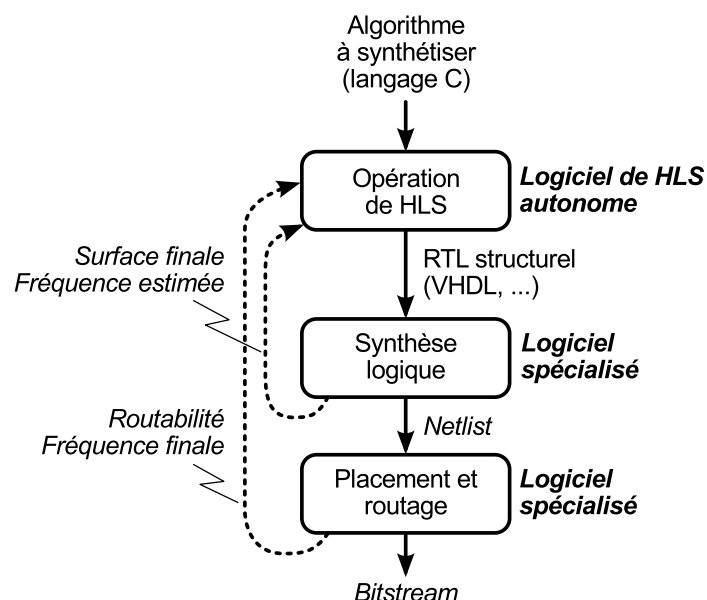 Algorithme
à synthétiser
(langage C)
Opération
de HLS
Logiciel de HLS
autonome
Surface finale
Fréquence estimée
RTL structurel
(VHDL, ...)
Synthèse
logique
Logiciel
spécialisé
Routabilité
Fréquence finale
Netlist
Placement et
routage
Logiciel
spécialisé
Bitstream